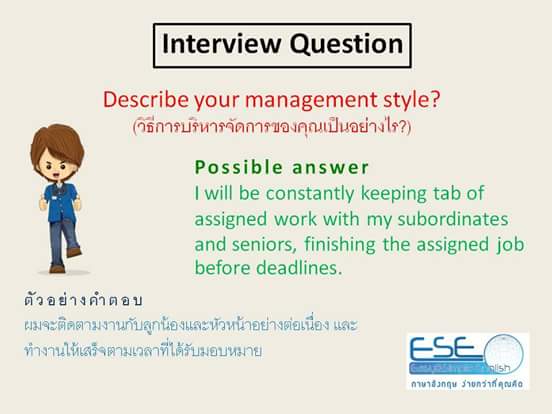 Interview Question
Describe your management style?
(วิธีการบริหารจัดการของคุณเป็นอย่างไร?)
Possible answer
I will be constantly keeping tab of
assigned work with my subordinates
and seniors, finishing the assigned job
before deadlines.
ตัวอย่างคำตอบ
ผมจะติดตามงานกับลูกน้องและหัวหน้าอย่างต่อเนื่อง และ
ทำงานให้เสร็จตามเวลาที่ได้รับมอบหมาย
ESE
Easy&Simple English
ภาษาอังกฤษ ง่ายกว่าที่คุณคิด